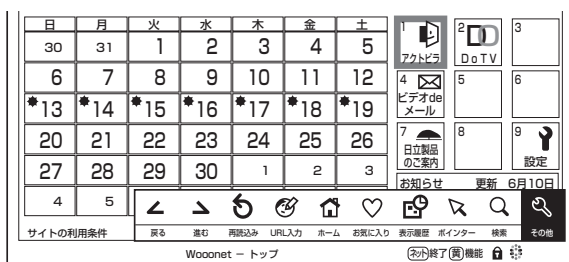 日 月 火 水 木 金 土
30 31 1 2 3 4 5
6 7 8 9 10 11 12
13 14 15 16 17 18 19
20 21 22 23 24 25 26
27 28 29 30 1 2 3
4 5
1 アクトビラ
2 DoTV
3
4 ビデオde
メール
5
6
7 日立製品
のご案内
8
9 設定
お知らせ 更新 6月10日
サイトの利用条件
戻る 進む 再読込み URL入力 ホーム お気に入り 表示履歴 ポインター 検索 その他
Wooonet − トップ
ネット終了 黄機能